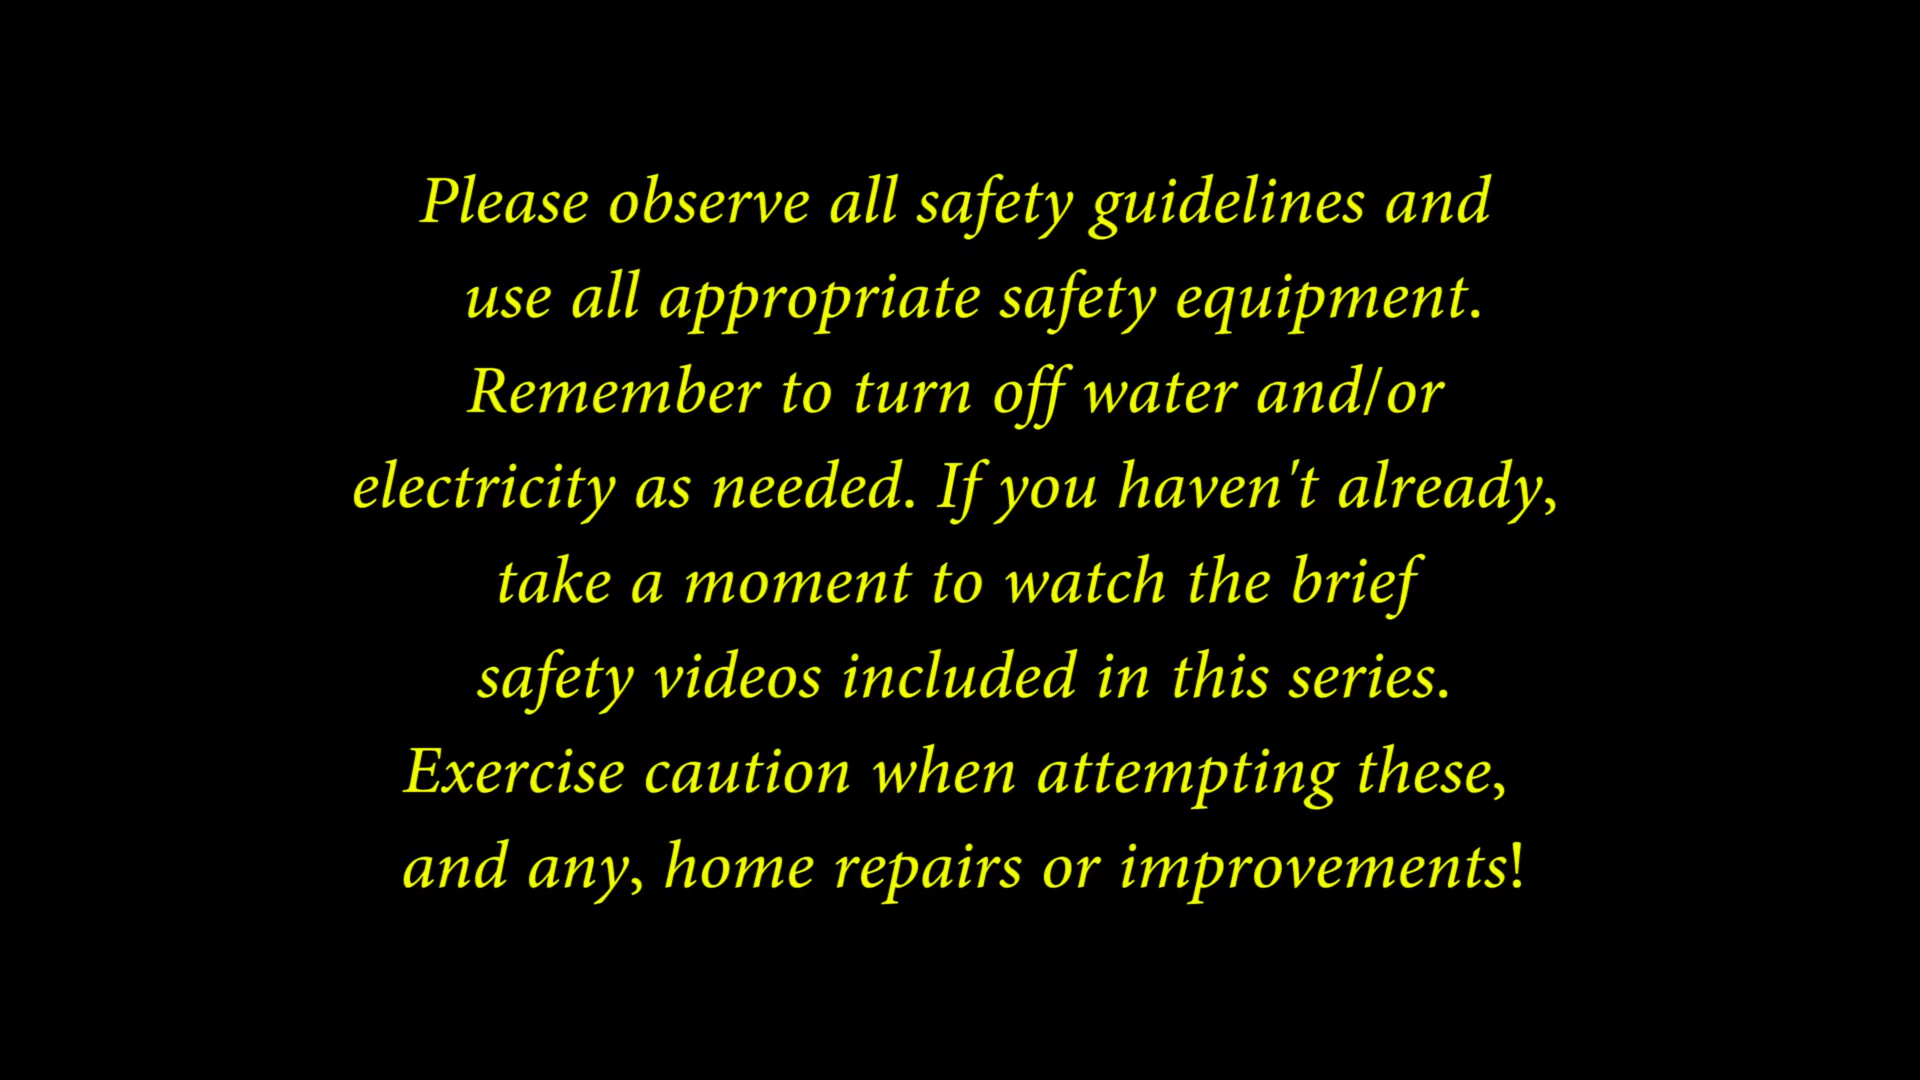 Please observe all safety guidelines and
use all appropriate safety equipment.
Remember to turn off water and/or
electricity as needed. If you haven't already,
take a moment to watch the brief
safety videos included in this series.
Exercise caution when attempting these,
and any, home repairs or improvements!